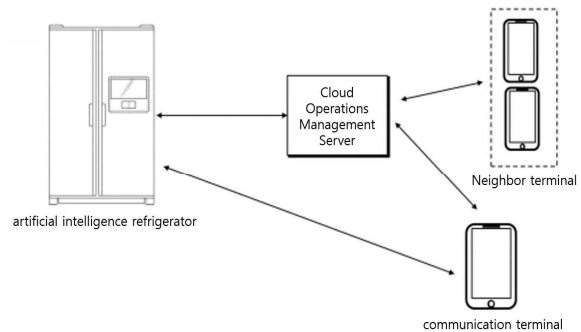 Cloud
Operations
Management
Server
Neighbor terminal
artificial intelligence refrigerator
communication terminal